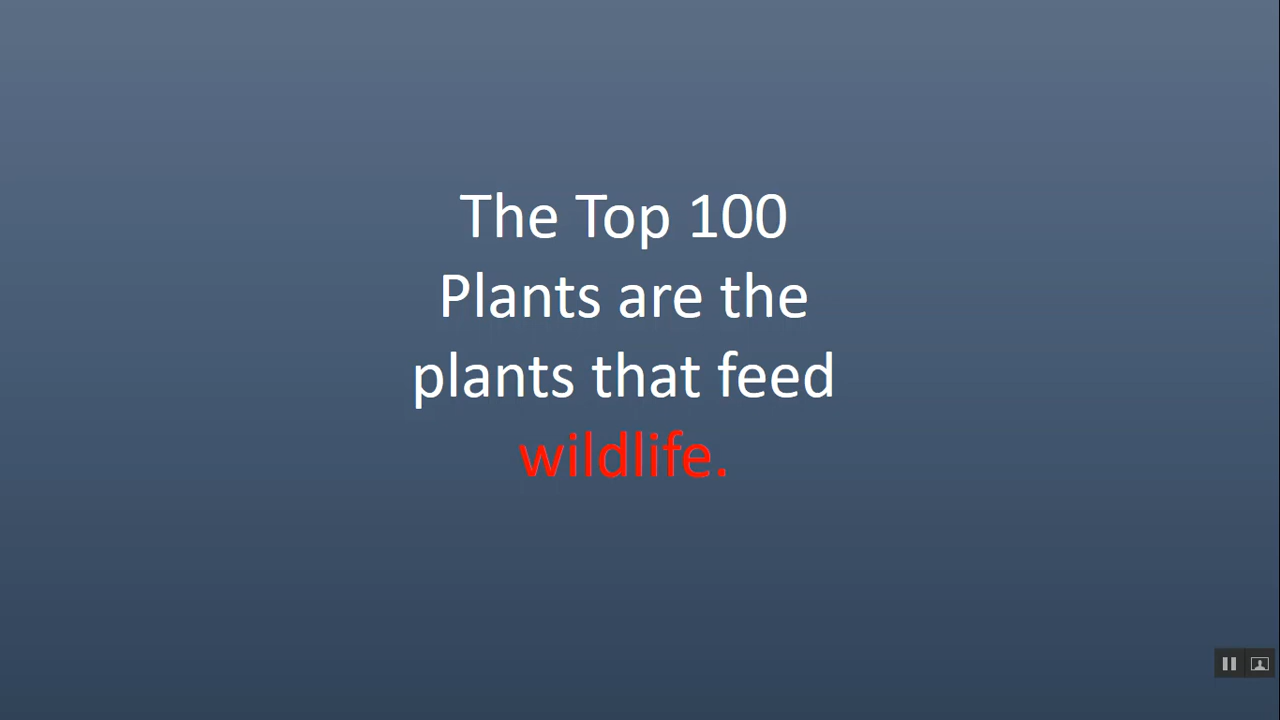 The Top 100
Plants are the
plants that feed
wildlife.